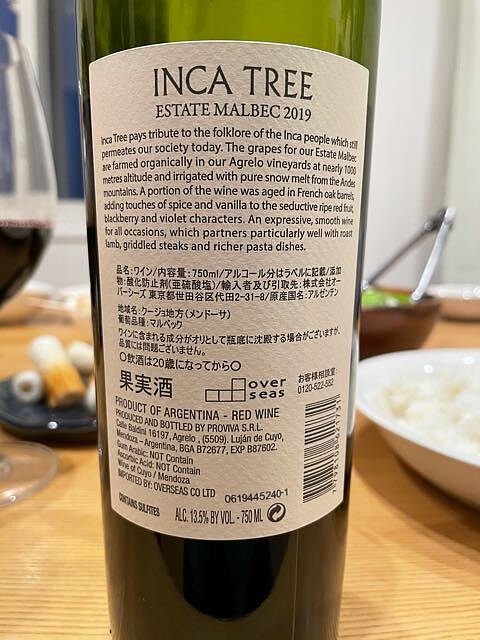 INCA TREE
ESTATE MALBEC 2019
Inca Tree pays tribute to the folklore of the Inca people which still
permeates our society today. The grapes for our Estate Malbec
are farmed organically in our Agrelo vineyards at nearly 1000
metres altitude and irrigated with pure snow melt from the Andes
mountains. A portion of the wine was aged in French oak barrels,
adding touches of spice and vanilla to the seductive ripe red fruit,
blackberry and violet characters. An expressive, smooth wine
for all occasions, which partners particularly well with roast
lamb, griddled steaks and richer pasta dishes.
品名:ワイン/内容量:750ml/アルコール分はラベルに記載/添加
物:酸化防止剤(亜硫酸塩)/輸入者及び引取先:株式会社オー
バーシーズ 東京都世田谷区代田2-31-8/原産国名:アルゼンチン
地域名:クージョ地方(メンドーサ)
葡萄品種:マルベック
ワインに含まれる成分がオリとして瓶底に沈殿する場合がございますが、
品質には問題ございません。
〇飲酒は20歳になってから〇
果実酒
over
seas
お客様相談室:
0120-522-582
PRODUCT OF ARGENTINA - RED WINE
PRODUCED AND BOTTLED BY PROVIVA S.R.L.
Calle Baldini 16197, Agrelo, (5509). Luján de Cuyo,
Mendoza – Argentina, BGA B72677, EXP B87602.
Gum Arabic: NOT Contain
Ascorbic Acid: NOT Contain
Wine of Cuyo / Mendoza
IMPORTED BY: OVERSEAS CO LTD
0619445240-1
CONTAINS SULFITES
ALC. 13.5% BY VOL. - 750 ML